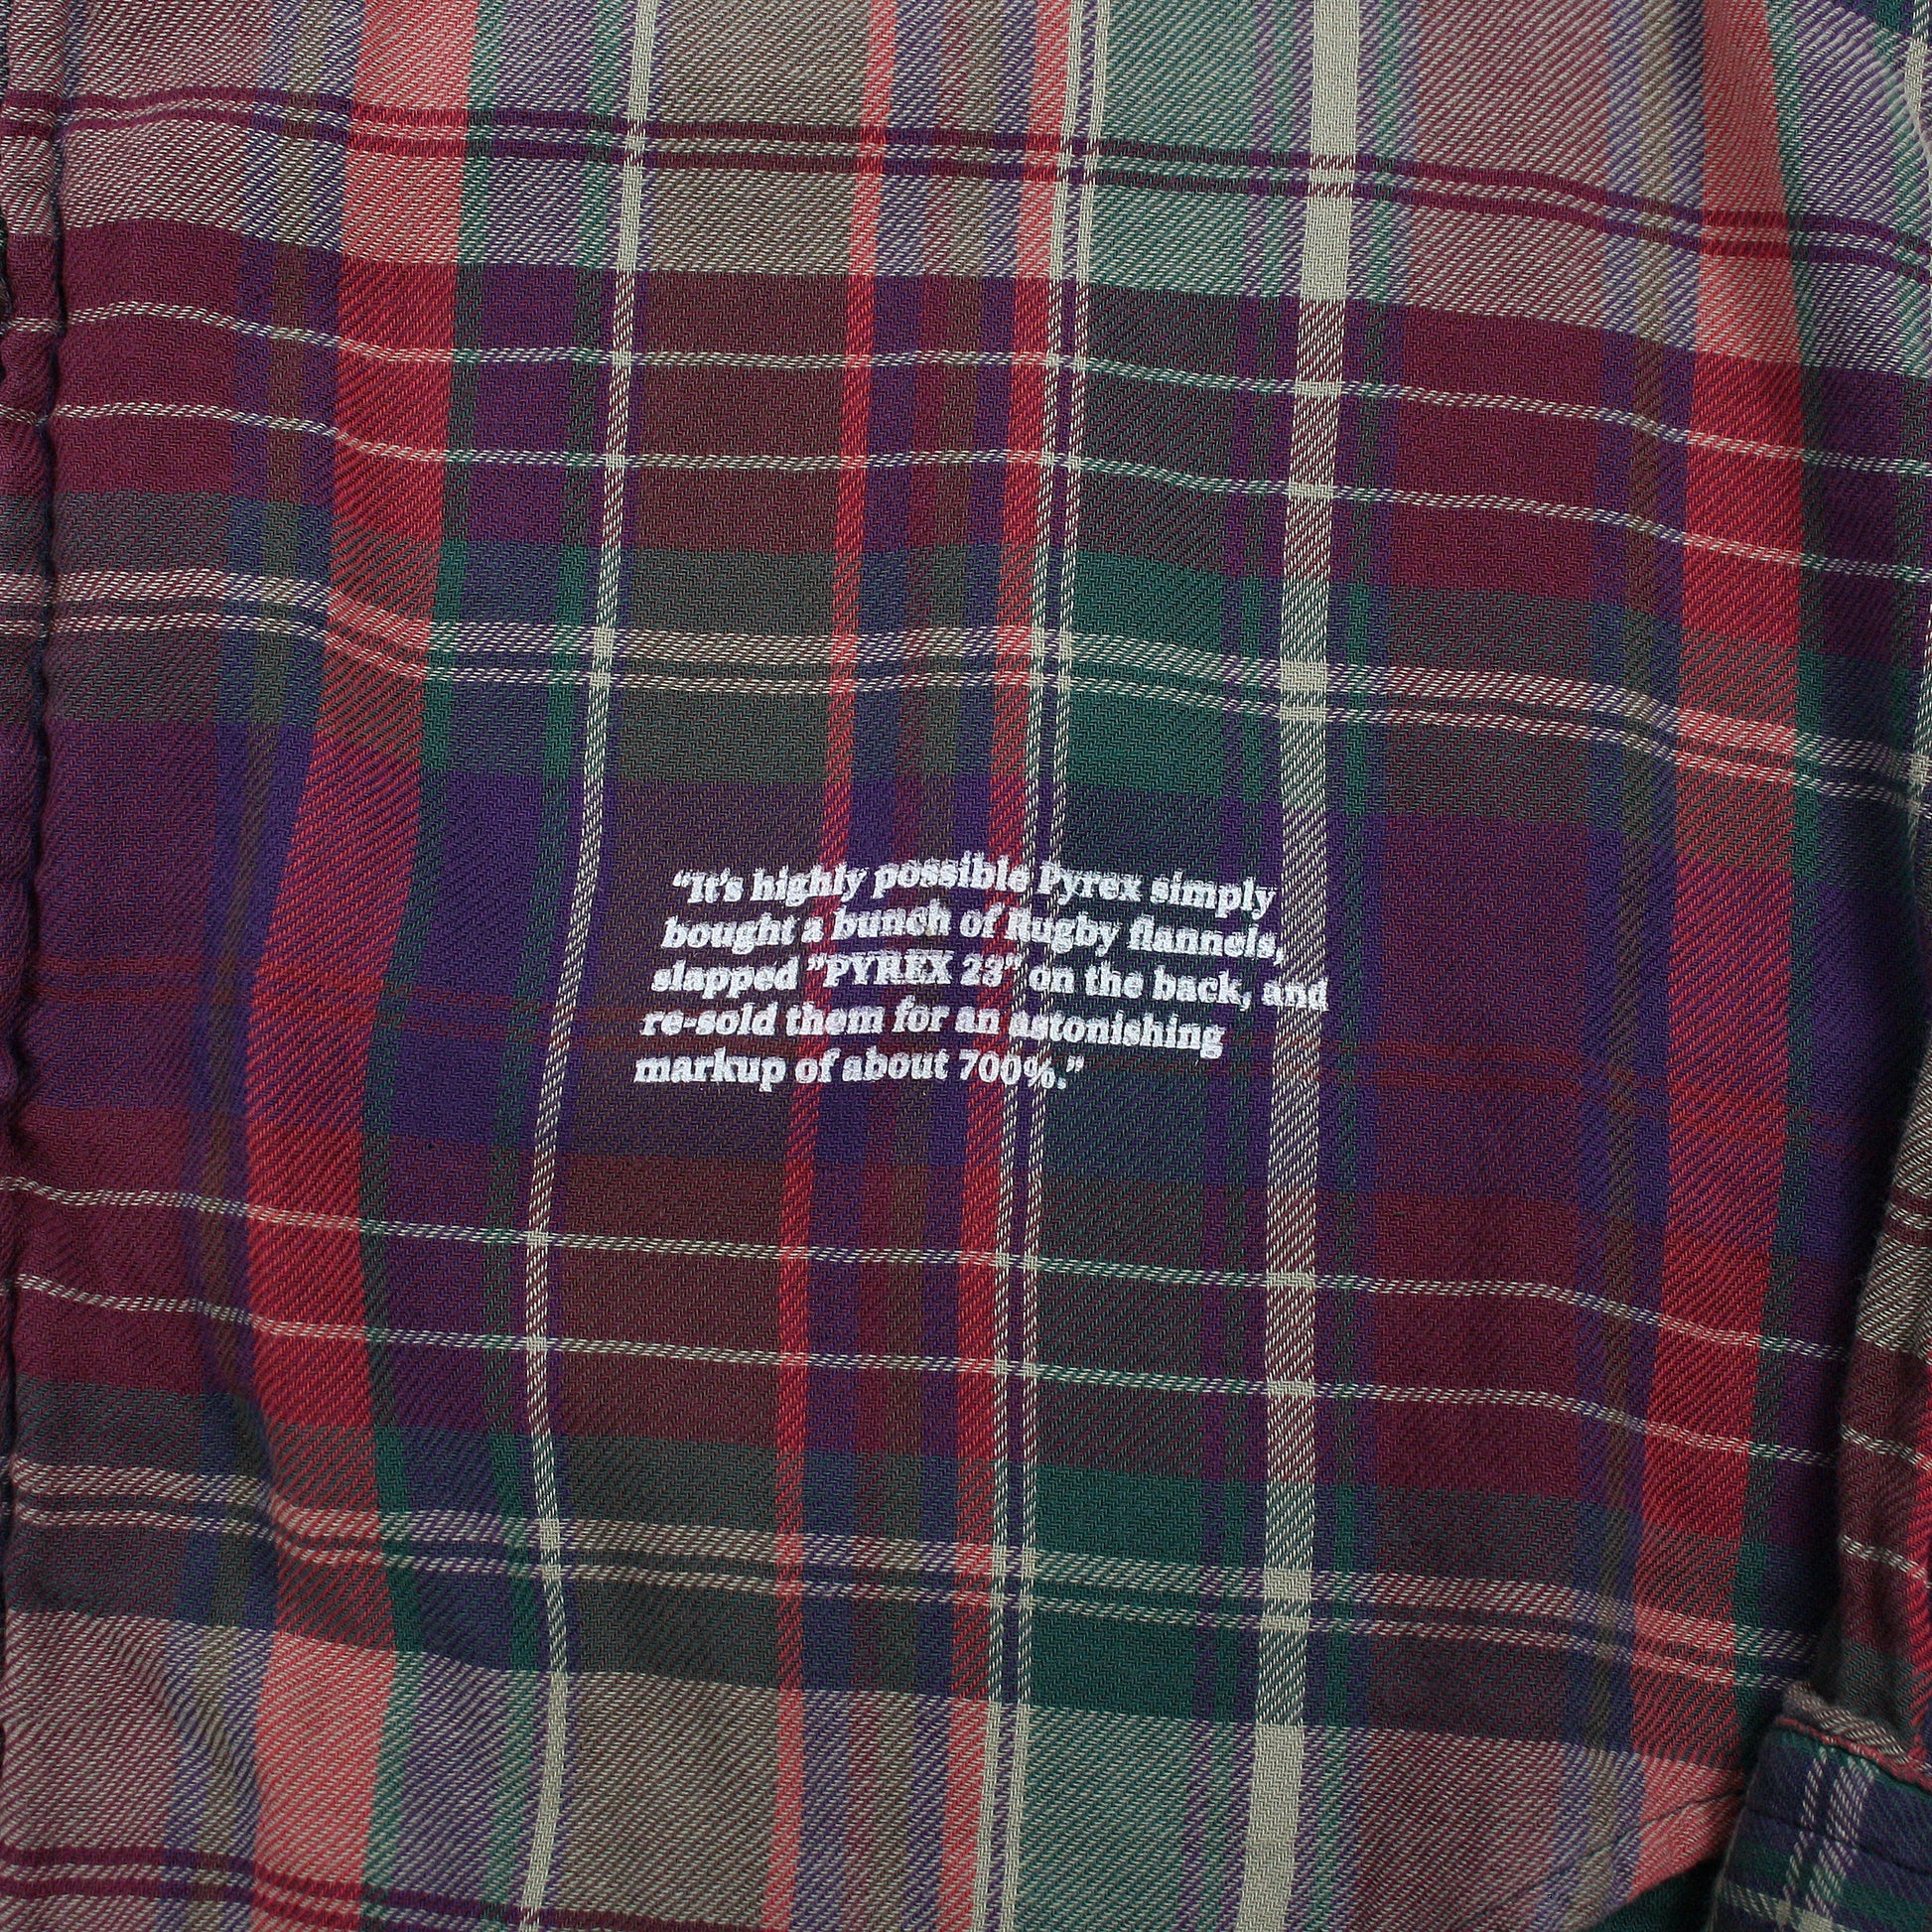 “It’s highly possible Pyrex simply
bought a bunch of Rugby flannels,
slapped ”PYREX 23” on the back, and
re-sold them for an astonishing
markup of about 700%.”